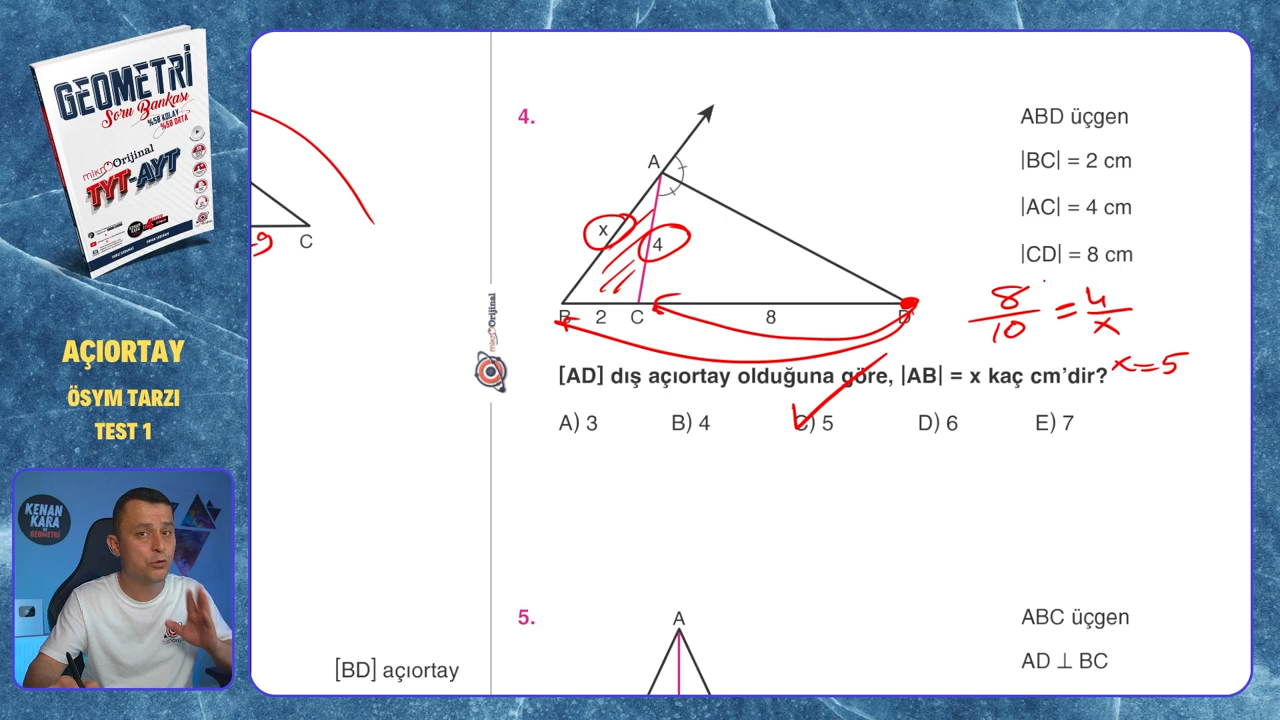 GEOMETRİ
Soru Bankası
%50 KOLAY
%50 ORTA
mikro Orijinal
TYT-AYT
AÇIORTAY
ÖSYM TARZI
TEST 1
KENAN
KARA
GEOMETRİ
C
[BD] açıortay
mikro Orijinal
4.
A
x
4
B 2 C 8 D
ABD üçgen
|BC| = 2 cm
|AC| = 4 cm
|CD| = 8 cm
8/10 = 4/x
x=5
[AD] dış açıortay olduğuna göre, |AB| = x kaç cm'dir?
A) 3 B) 4 C) 5 D) 6 E) 7
5.
A
ABC üçgen
AD ⊥ BC